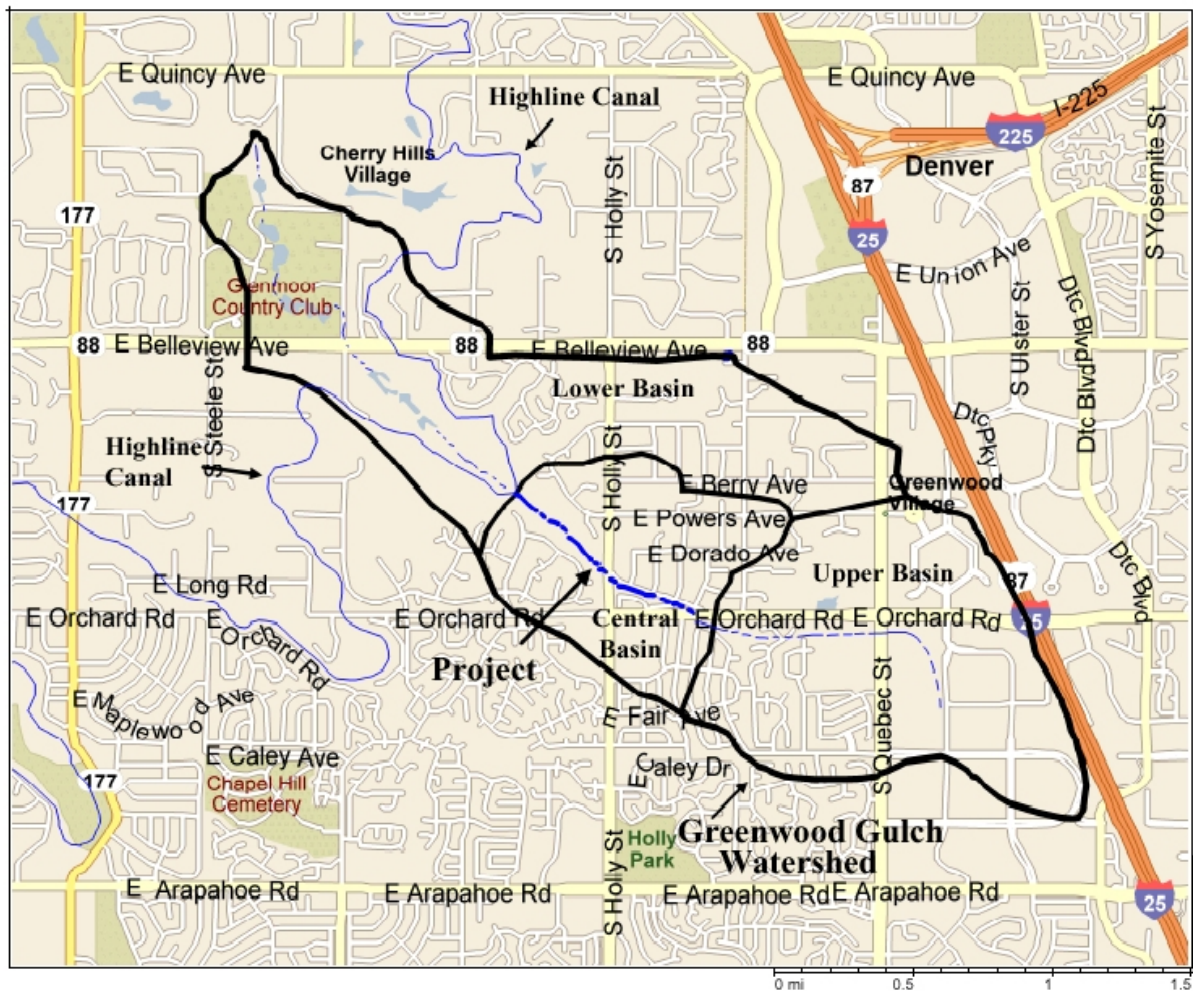 E Quincy Ave
E Quincy Ave
I-225
Highline Canal
225
S Yosemite St
Cherry Hills
Village
Denver
S Holly St
87
177
25
E Union Ave
Glenmoor
Country Club
Dtc Blvd
S Ulster St
88
E Belleview Ave
88
E Belleview Ave
88
Lower Basin
S Steele St
Dtc Blvd
Dtc Pky
Highline
Canal
S Holly St
E Berry Ave
Greenwood
Village
177
E Powers Ave
E Dorado Ave
Upper Basin
87
Dtc Blvd
E Long Rd
E Orchard Rd
E Orchard Rd
E Orchard Rd
Central
Basin
E Orchard Rd
E Orchard Rd
25
Project
E Maplewood Ave
E Fair Ave
S Quebec St
E Caley Ave
E Caley Dr
177
Chapel Hill
Cemetery
Greenwood Gulch
Watershed
Holly
Park
S Holly St
E Arapahoe Rd
E Arapahoe Rd
E Arapahoe Rd
E Arapahoe Rd
25
0 mi
0.5
1
1.5